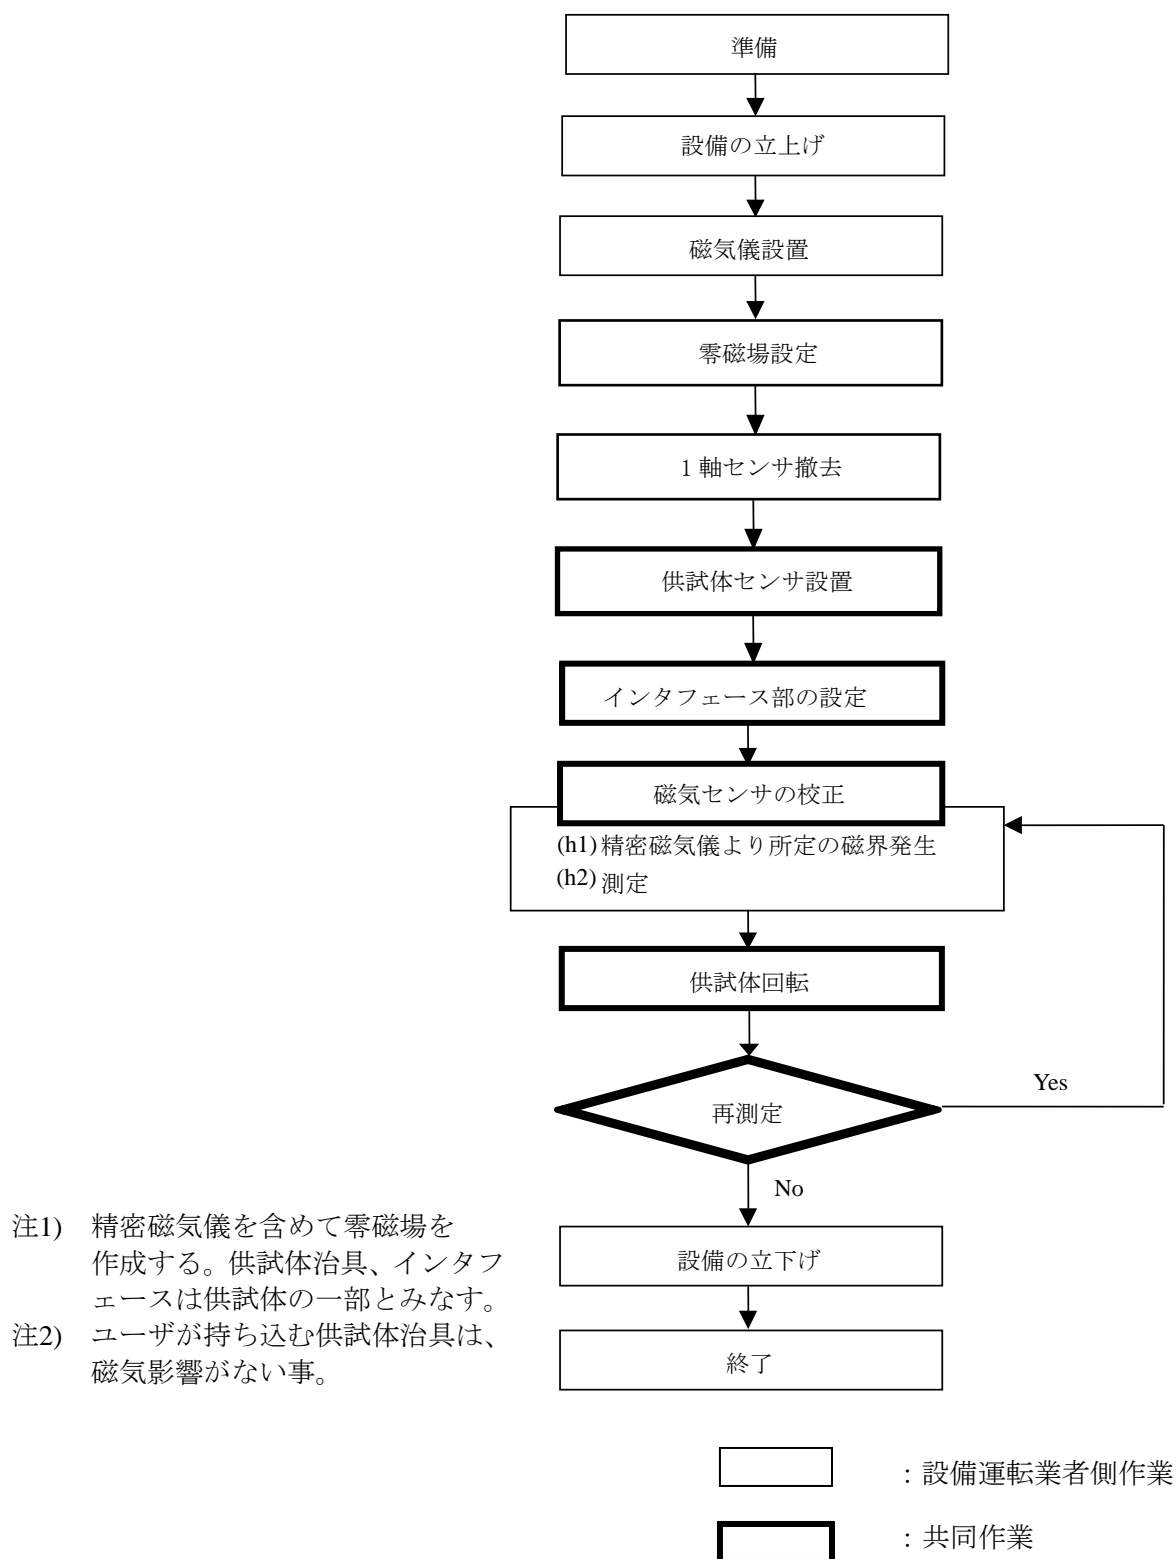 準備
設備の立上げ
磁気儀設置
零磁場設定
1 軸センサ撤去
供試体センサ設置
インタフェース部の設定
磁気センサの校正
(h1)精密磁気儀より所定の磁界発生
(h2)測定
供試体回転
再測定
Yes
No
設備の立下げ
終了
注1) 精密磁気儀を含めて零磁場を
作成する。供試体治具、インタフ
ェースは供試体の一部とみなす。
注2) ユーザが持ち込む供試体治具は、
磁気影響がない事。
：設備運転業者側作業
：共同作業